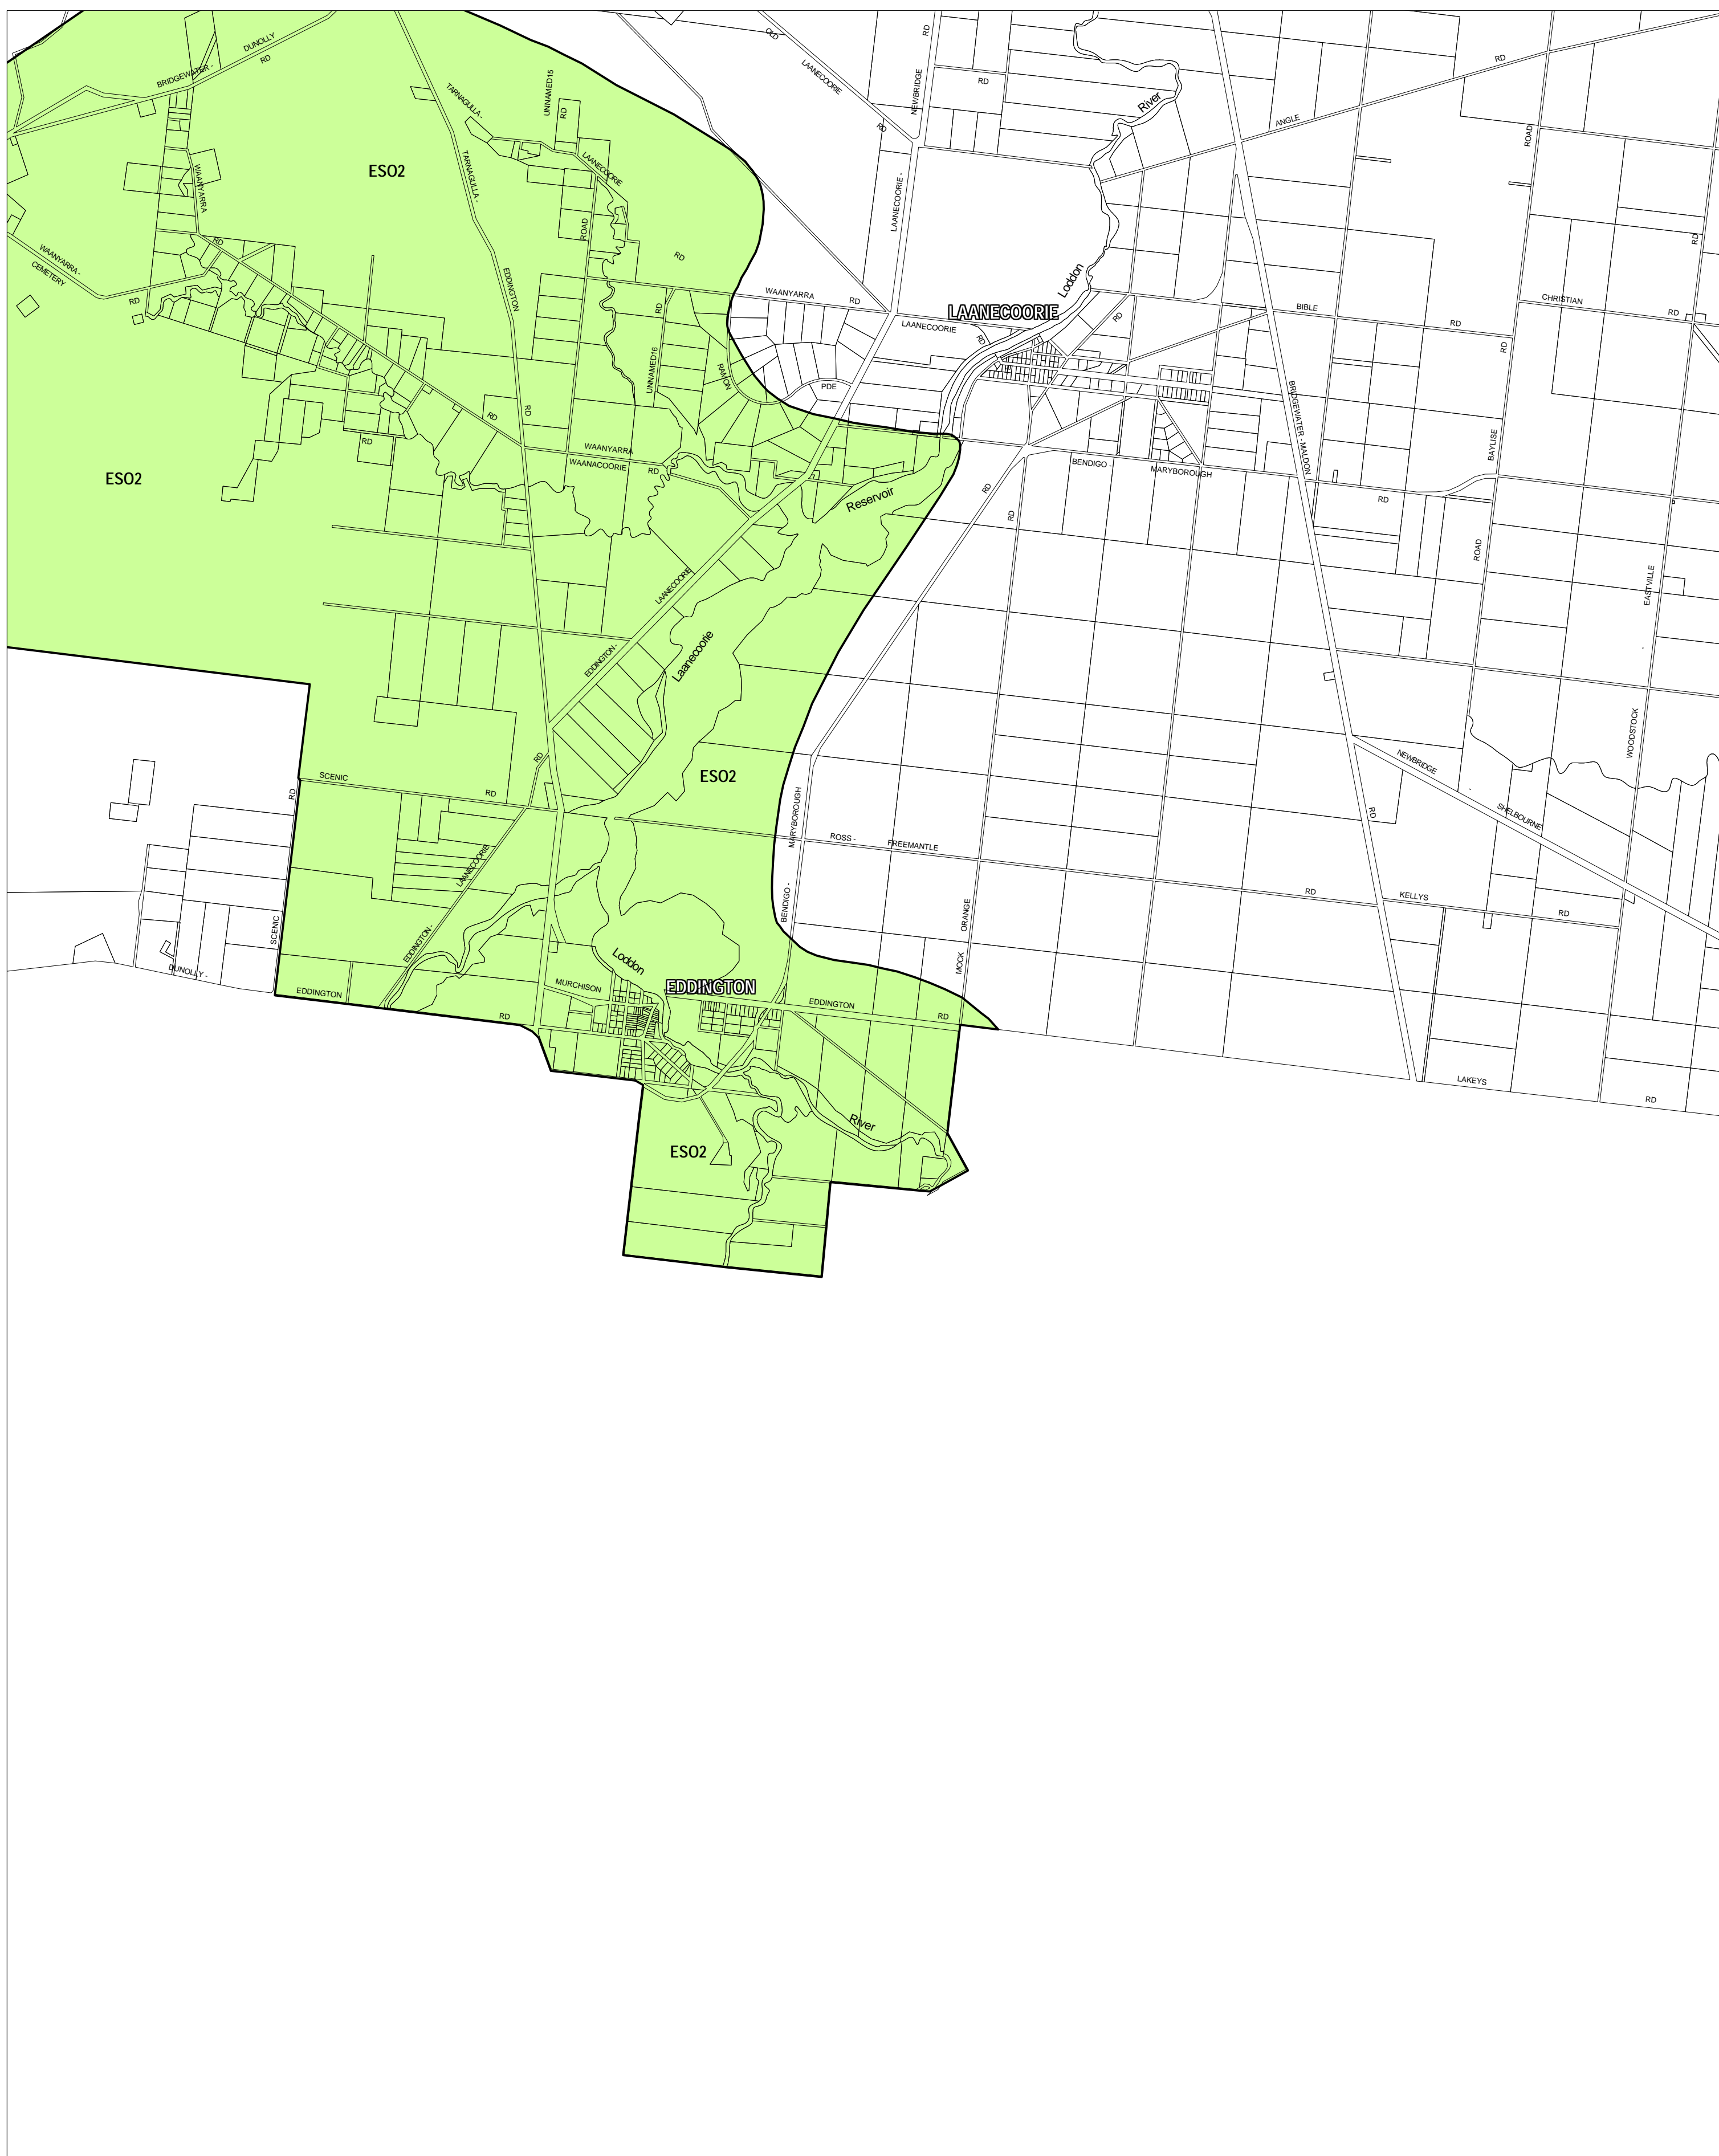 DUNOLLY
RD
BRIDGEWATER -
OLD
LAANECOORIE
RD
NEWBRIDGE
RD
RD
RD
ANGLE
ROAD
River
TARNAGULLA -
UNNAMED15
RD
LAANECOORIE
ESO2
WAANYARRA
TARNAGULLA -
LAANECOORIE -
ROAD
RD
RD
RD
WAANYARRA -
CEMETERY
RD
EDDINGTON
Loddon
WAANYARRA
RD
LAANECOORIE
CHRISTIAN
RD
BIBLE
RD
RD
LAANECOORIE
RD
RD
RD
UNNAMED16
RAMON
PDE
RD
RD
RD
WAANYARRA
WAANACOORIE
RD
BRIDGEWATER - MALDON
BAYLISE
BENDIGO -
MARYBOROUGH
RD
ESO2
Reservoir
RD
RD
ROAD
LAANECOORIE
EASTVILLE
EDDINGTON -
Laanecoorie
WOODSTOCK
RD
SCENIC
RD
RD
ESO2
NEWBRIDGE
-
SHELBOURNE
RD
MARYBOROUGH
ROSS -
FREEMANTLE
LAANECOORIE
BENDIGO -
RD
KELLYS
RD
ORANGE
SCENIC
EDDINGTON -
MOCK
DUNOLLY -
Loddon
MURCHISON
EDDINGTON
EDDINGTON
EDDINGTON
RD
RD
LAKEYS
RD
River
ESO2